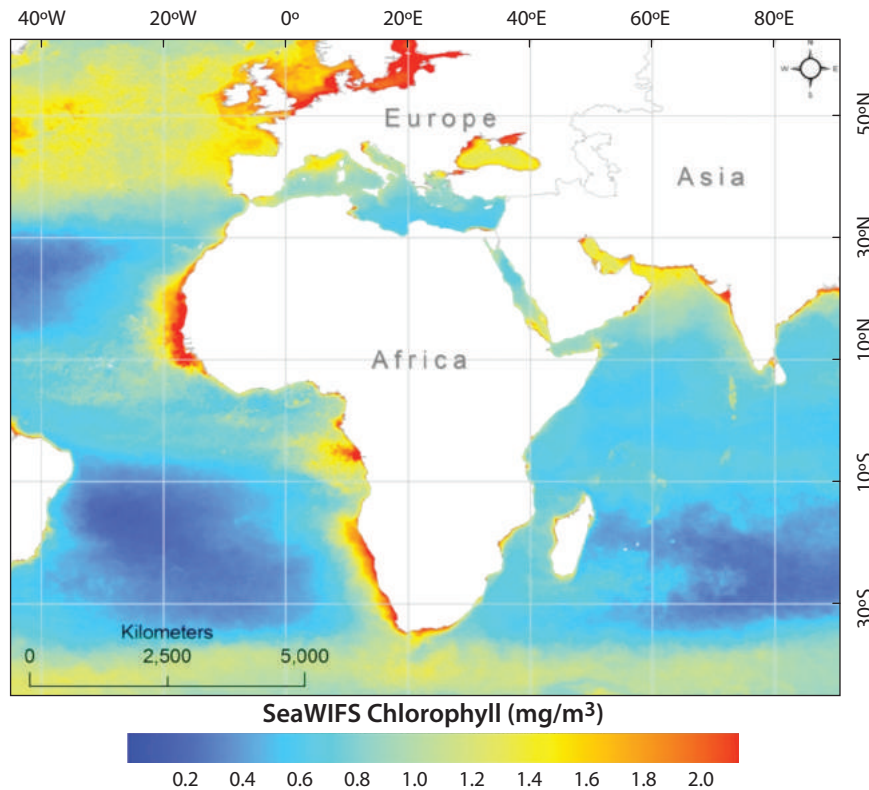 40ºW 20ºW 0º 20ºE 40ºE 60ºE 80ºE
N
W E
S
50ºN
Europe
Asia
30ºN
10ºN
Africa
10ºS
30ºS
Kilometers
0 2,500 5,000
SeaWIFS Chlorophyll (mg/m³)
0.2 0.4 0.6 0.8 1.0 1.2 1.4 1.6 1.8 2.0